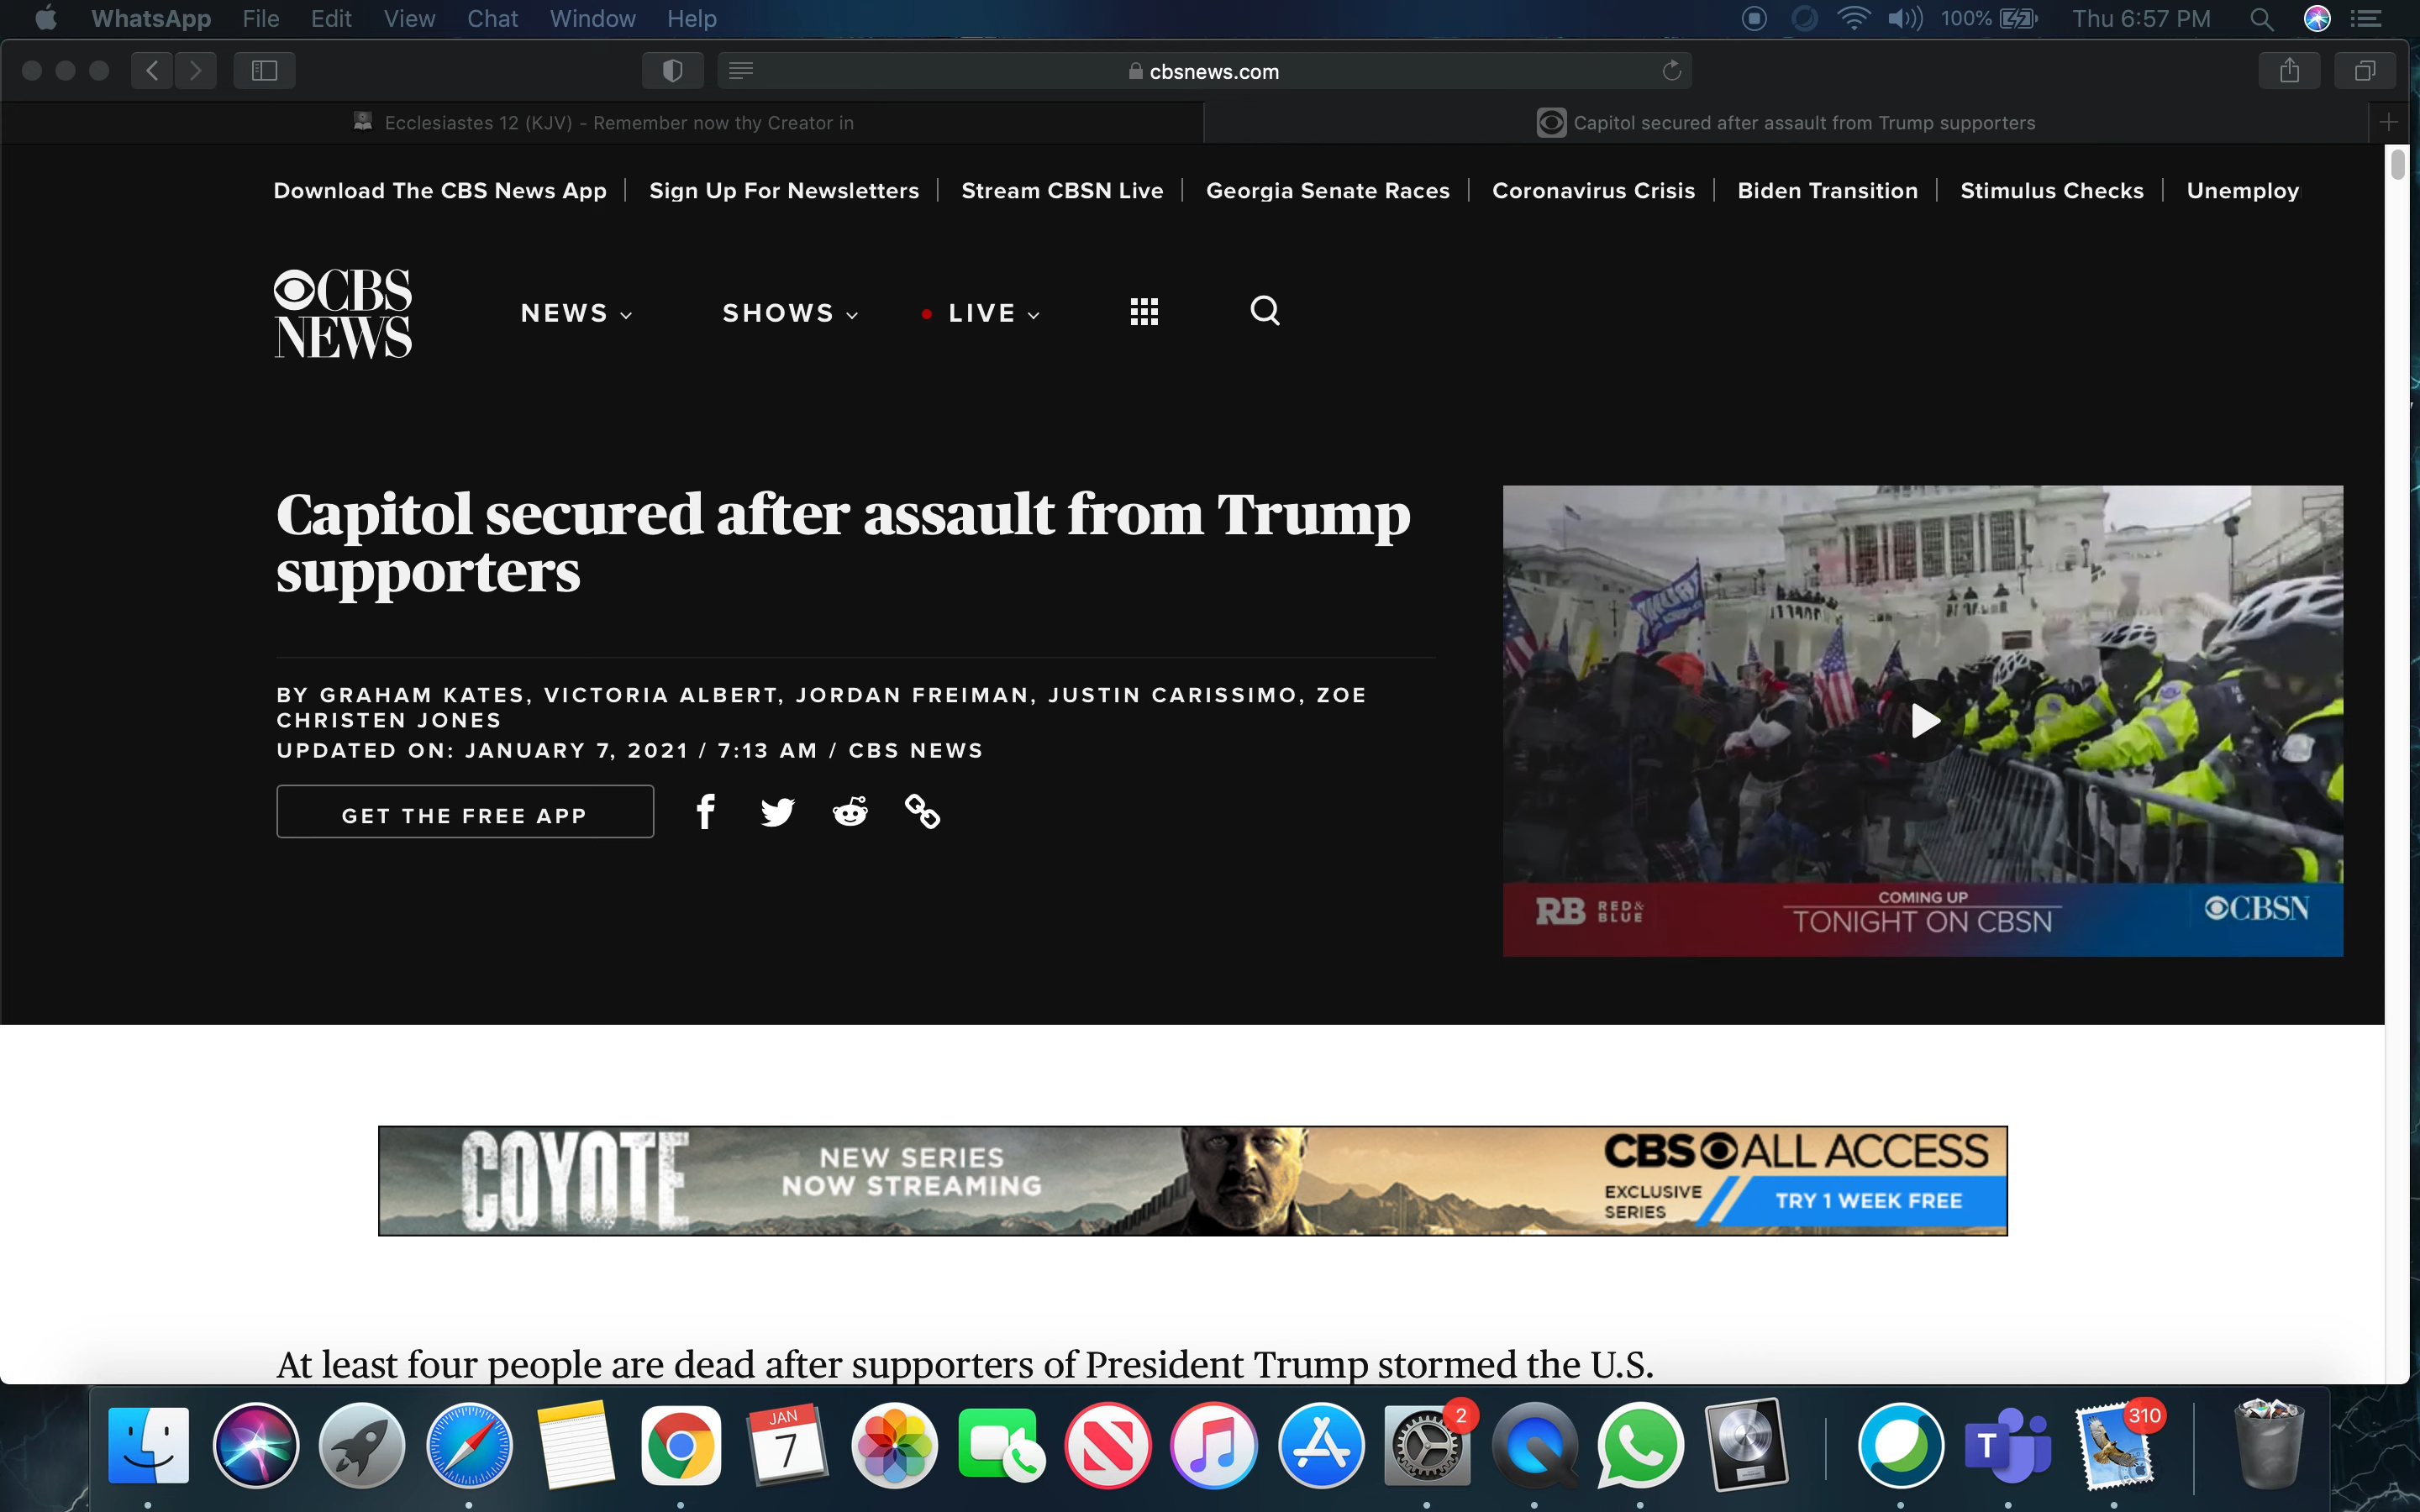 WhatsApp File Edit View Chat Window Help 100% Thu 6:57 PM
cbsnews.com
Ecclesiastes 12 (KJV) - Remember now thy Creator in
Capitol secured after assault from Trump supporters
Download The CBS News App | Sign Up For Newsletters | Stream CBSN Live | Georgia Senate Races | Coronavirus Crisis | Biden Transition | Stimulus Checks | Unemploy
CBS
NEWS
NEWS SHOWS LIVE
Capitol secured after assault from Trump
supporters
BY GRAHAM KATES, VICTORIA ALBERT, JORDAN FREIMAN, JUSTIN CARISSIMO, ZOE
CHRISTEN JONES
UPDATED ON: JANUARY 7, 2021 / 7:13 AM / CBS NEWS
GET THE FREE APP
TRUMP
RB RED&
BLUE
COMING UP
TONIGHT ON CBSN
CBSN
COYOTE
NEW SERIES
NOW STREAMING
CBS ALL ACCESS
EXCLUSIVE
SERIES
TRY 1 WEEK FREE
At least four people are dead after supporters of President Trump stormed the U.S.
JAN
7
2
T
310